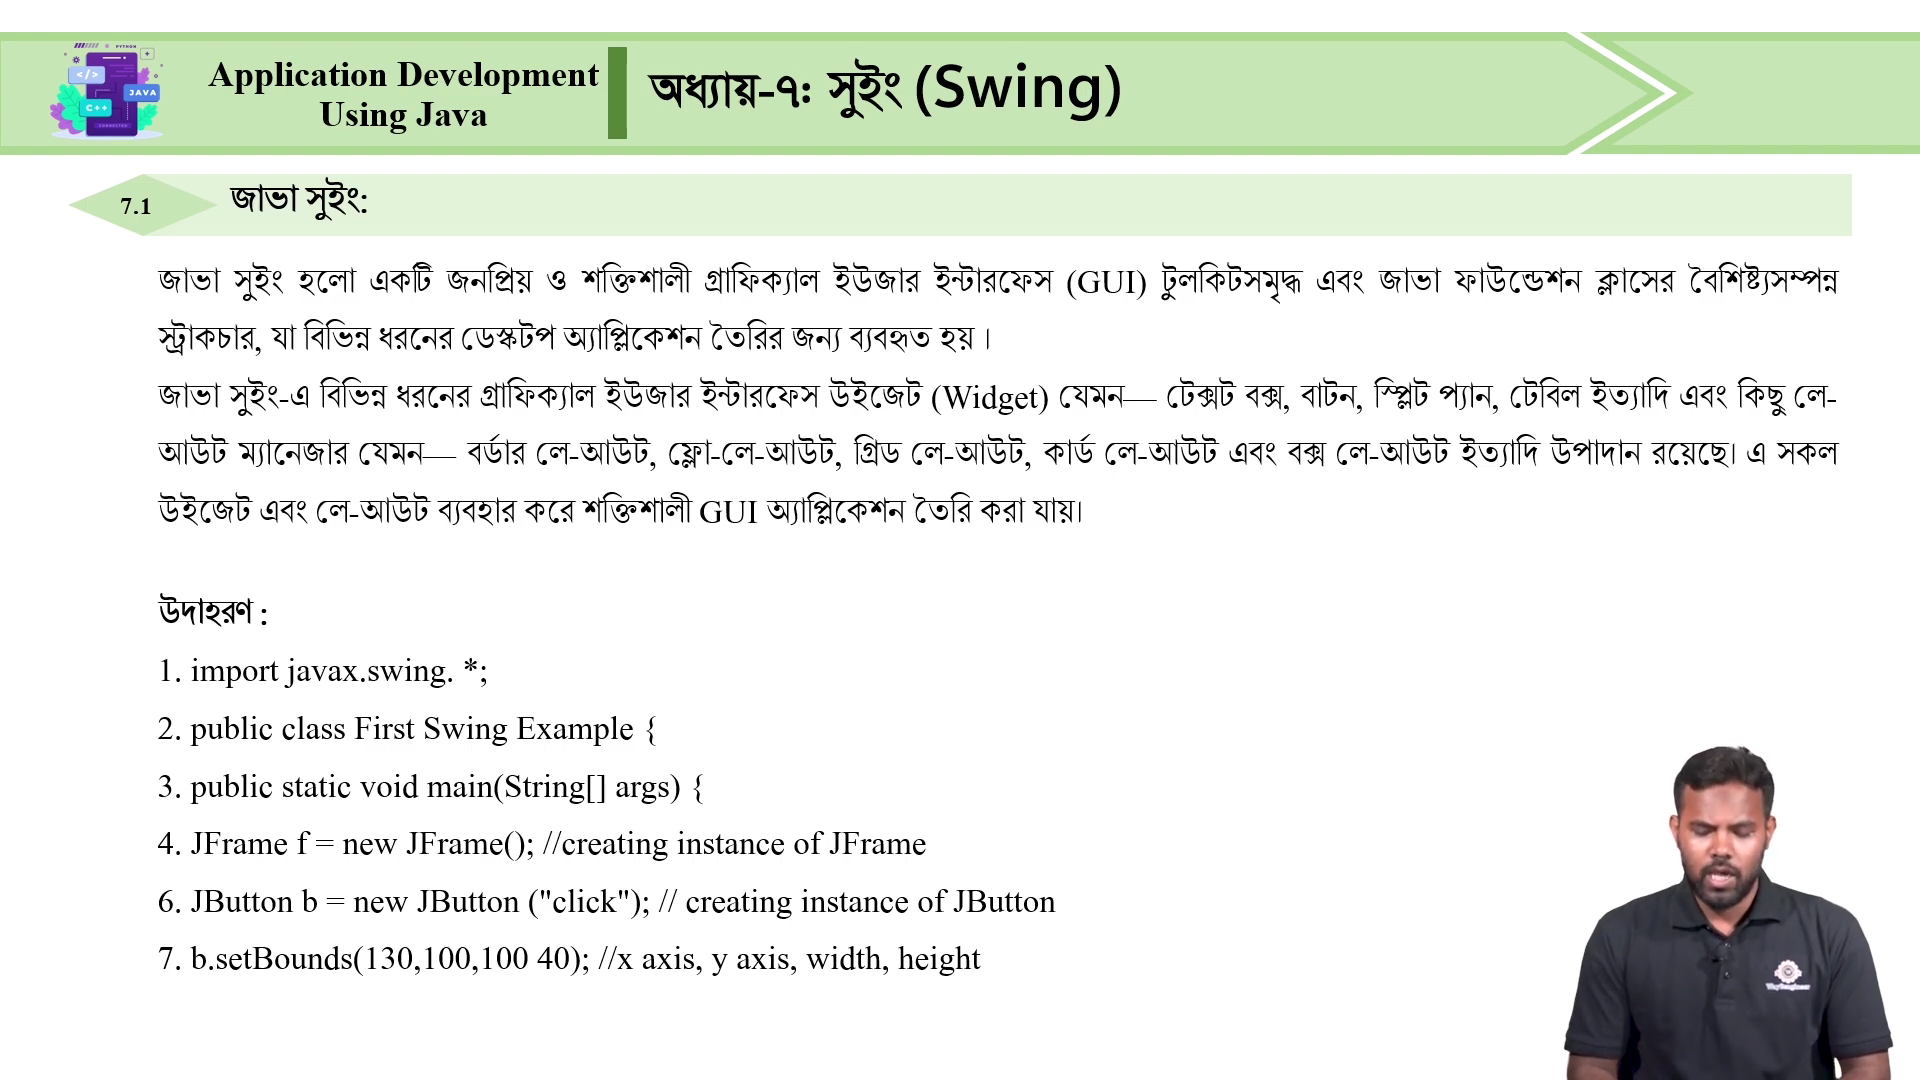 Application Development
Using Java
অধ্যায়-৭ঃ সুইং (Swing)
PYTHON
</>
JAVA
C++
7.1
জাভা সুইং:
জাভা সুইং হলো একটি জনপ্রিয় ও শক্তিশালী গ্রাফিক্যাল ইউজার ইন্টারফেস (GUI) টুলকিটসমৃদ্ধ এবং জাভা ফাউন্ডেশন ক্লাসের বৈশিষ্ট্যসম্পন্ন
স্ট্রাকচার, যা বিভিন্ন ধরনের ডেস্কটপ অ্যাপ্লিকেশন তৈরির জন্য ব্যবহৃত হয়।
জাভা সুইং-এ বিভিন্ন ধরনের গ্রাফিক্যাল ইউজার ইন্টারফেস উইজেট (Widget) যেমন— টেক্সট বক্স, বাটন, স্প্লিট প্যান, টেবিল ইত্যাদি এবং কিছু লে-
আউট ম্যানেজার যেমন— বর্ডার লে-আউট, ফ্লো-লে-আউট, গ্রিড লে-আউট, কার্ড লে-আউট এবং বক্স লে-আউট ইত্যাদি উপাদান রয়েছে। এ সকল
উইজেট এবং লে-আউট ব্যবহার করে শক্তিশালী GUI অ্যাপ্লিকেশন তৈরি করা যায়।
উদাহরণ :
1. import javax.swing. *;
2. public class First Swing Example {
3. public static void main(String[] args) {
4. JFrame f = new JFrame(); //creating instance of JFrame
6. JButton b = new JButton ("click"); // creating instance of JButton
7. b.setBounds(130,100,100 40); //x axis, y axis, width, height